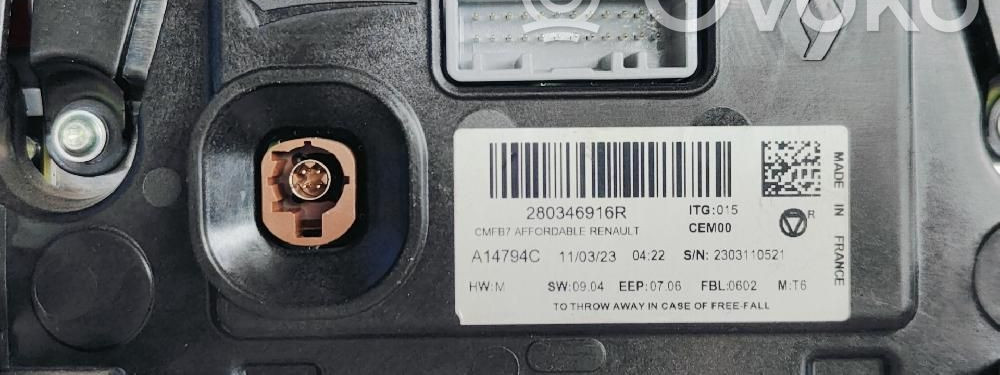 OVOKO
280346916R
ITG:015
CMFB7 AFFORDABLE RENAULT
CEM00
R
A14794C 11/03/23 04:22 S/N: 2303110521
HW:M SW:09.04 EEP:07.06 FBL:0602 M:T6
TO THROW AWAY IN CASE OF FREE-FALL
MADE IN FRANCE